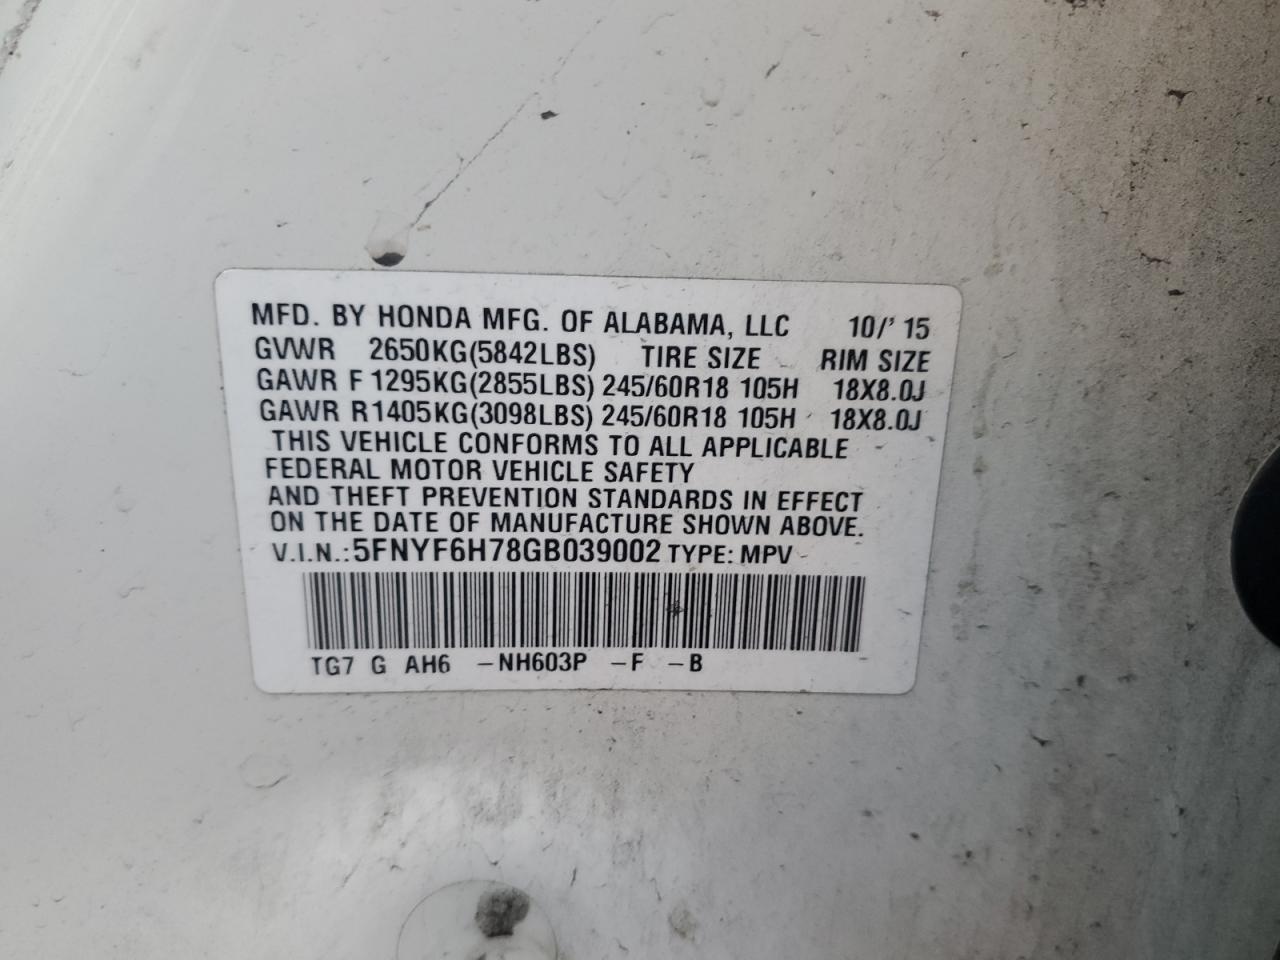 MFD. BY HONDA MFG. OF ALABAMA, LLC 10/'15
GVWR 2650KG(5842LBS) TIRE SIZE RIM SIZE
GAWR F 1295KG(2855LBS) 245/60R18 105H 18X8.0J
GAWR R1405KG(3098LBS) 245/60R18 105H 18X8.0J
THIS VEHICLE CONFORMS TO ALL APPLICABLE
FEDERAL MOTOR VEHICLE SAFETY
AND THEFT PREVENTION STANDARDS IN EFFECT
ON THE DATE OF MANUFACTURE SHOWN ABOVE.
V.I.N.: 5FNYF6H78GB039002 TYPE: MPV
TG7 G AH6 -NH603P -F -B